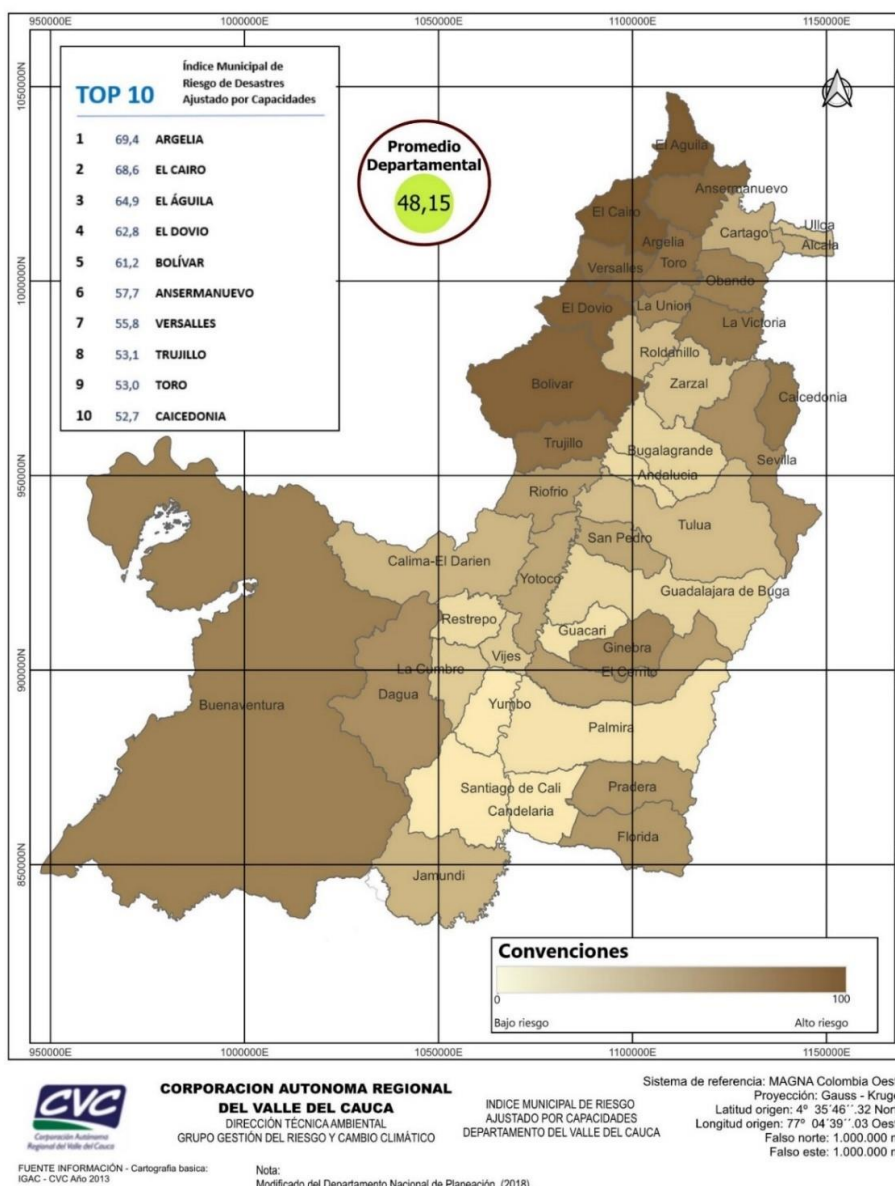 950000E
1000000E
1050000E
1100000E
1150000E
1050000N
1000000N
950000N
900000N
850000N
TOP 10
Índice Municipal de
Riesgo de Desastres
Ajustado por Capacidades
1 69,4 ARGELIA
2 68,6 EL CAIRO
3 64,9 EL ÁGUILA
4 62,8 EL DOVIO
5 61,2 BOLÍVAR
6 57,7 ANSERMANUEVO
7 55,8 VERSALLES
8 53,1 TRUJILLO
9 53,0 TORO
10 52,7 CAICEDONIA
Promedio
Departamental
48,15
El Aguila
Ansermanuevo
El Cairo
Ullga
Cartago
Alcala
Argelia
Versalles
Toro
Obando
El Dovio
La Union
La Victoria
Roldanillo
Bolivar
Zarzal
Caicedonia
Trujillo
Bugalagrande
Sevilla
Andalucia
Riofrio
Tulua
San Pedro
Calima-El Darien
Yotoco
Guadalajara de Buga
Restrepo
Guacari
Ginebra
Vijes
La Cumbre
El Cerrito
Dagua
Buenaventura
Yumbo
Palmira
Santiago de Cali
Pradera
Candelaria
Florida
Jamundi
Convenciones
0
100
Bajo riesgo
Alto riesgo
950000E
1000000E
1050000E
1100000E
1150000E
CVC
Corporación Autónoma
Regional del Valle del Cauca
CORPORACION AUTONOMA REGIONAL
DEL VALLE DEL CAUCA
DIRECCIÓN TÉCNICA AMBIENTAL
GRUPO GESTIÓN DEL RIESGO Y CAMBIO CLIMÁTICO
INDICE MUNICIPAL DE RIESGO
AJUSTADO POR CAPACIDADES
DEPARTAMENTO DEL VALLE DEL CAUCA
Sistema de referencia: MAGNA Colombia Oest
Proyección: Gauss - Kruge
Latitud origen: 4º 35´46´´.32 Nort
Longitud origen: 77º 04´39´´.03 Oest
Falso norte: 1.000.000 m
Falso este: 1.000.000 m
FUENTE INFORMACIÓN - Cartografia basica:
IGAC - CVC Año 2013
Nota:
Modificado del Departamento Nacional de Planeación, (2018)